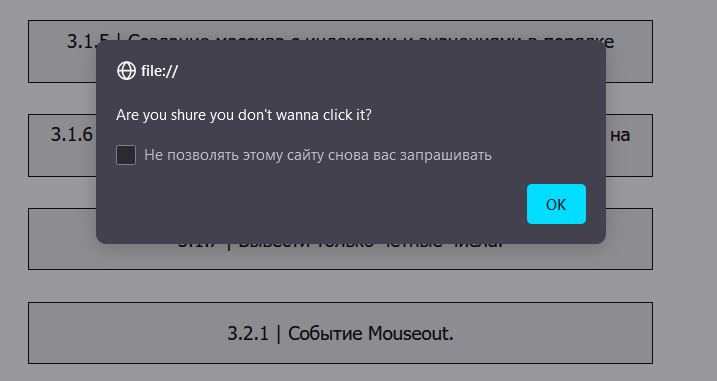 3.1.5 | Создание массива с индексами и значениями в порядке
file://
Are you shure you don't wanna click it?
3.1.6 на
Не позволять этому сайту снова вас запрашивать
OK
3.1.7 | Вывести только четные числа.
3.2.1 | Событие Mouseout.